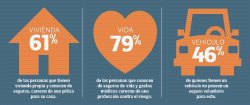 VIVIENDA
61%
de las personas que tienen
vivienda propia y conocen de
seguros, carecen de una póliza
para su casa.
VIDA
79%
de las personas que conocen
de seguros de vida y gastos
médicos carecen de una
protección contra el riesgo.
VEHÍCULO
46%
de quienes tienen un
vehículo no poseen un
seguro voluntario
para este.